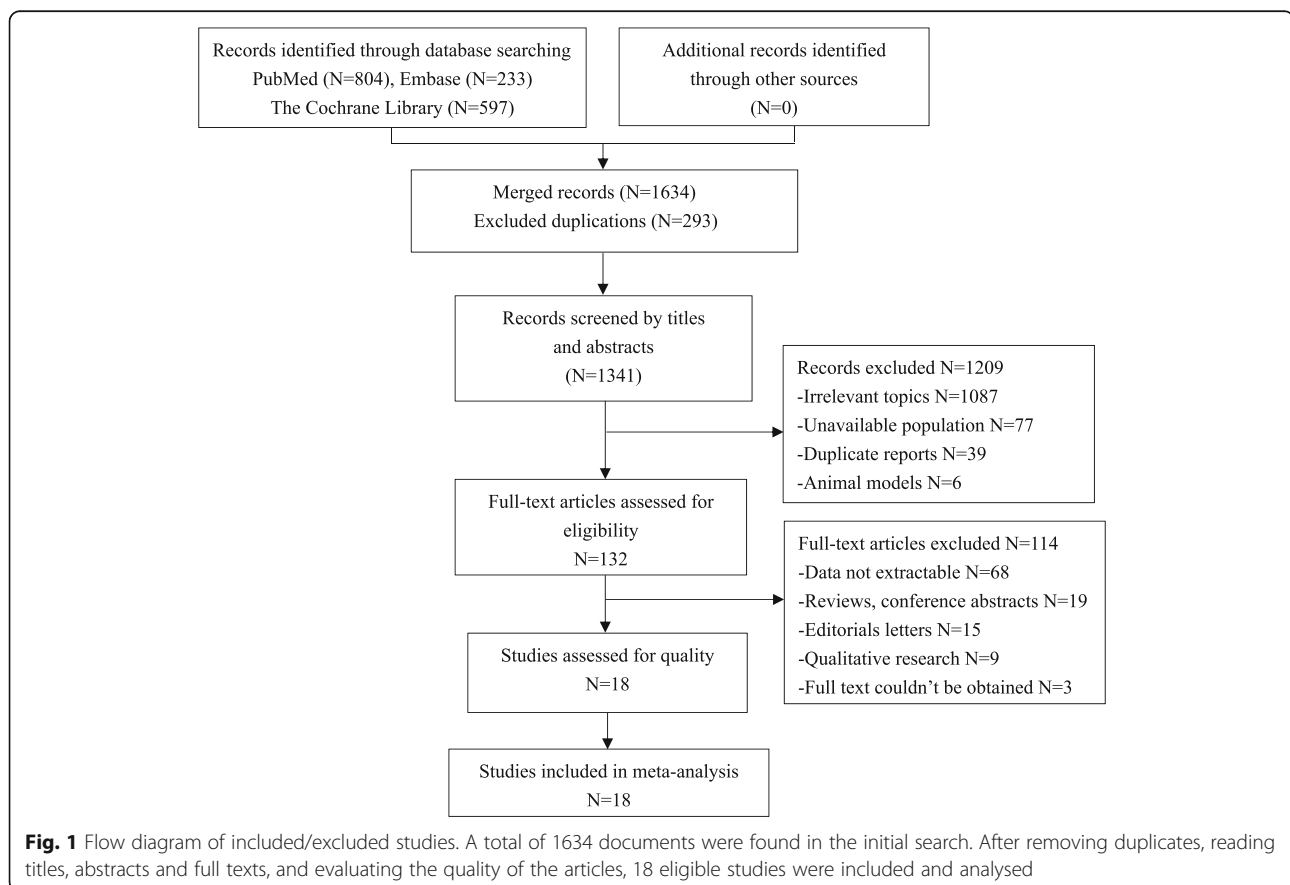 Records identified through database searching
PubMed (N=804), Embase (N=233)
The Cochrane Library (N=597)
Additional records identified
through other sources
(N=0)
Merged records (N=1634)
Excluded duplications (N=293)
Records screened by titles
and abstracts
(N=1341)
Records excluded N=1209
-Irrelevant topics N=1087
-Unavailable population N=77
-Duplicate reports N=39
-Animal models N=6
Full-text articles assessed for
eligibility
N=132
Full-text articles excluded N=114
-Data not extractable N=68
-Reviews, conference abstracts N=19
-Editorials letters N=15
-Qualitative research N=9
-Full text couldn't be obtained N=3
Studies assessed for quality
N=18
Studies included in meta-analysis
N=18
Fig. 1 Flow diagram of included/excluded studies. A total of 1634 documents were found in the initial search. After removing duplicates, reading
titles, abstracts and full texts, and evaluating the quality of the articles, 18 eligible studies were included and analysed